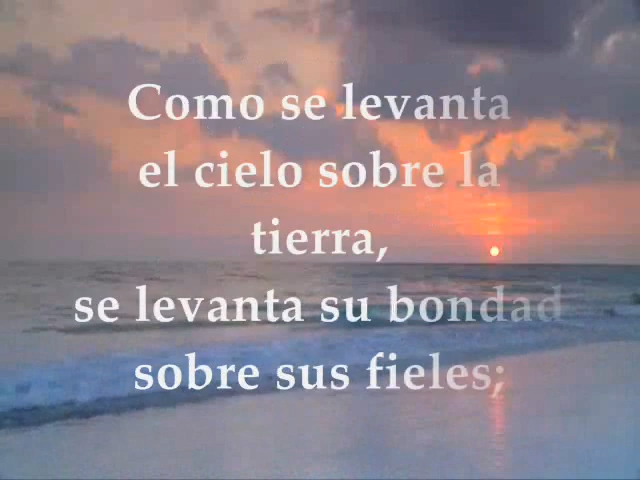 Como se levanta
el cielo sobre la
tierra,
se levanta su bondad
sobre sus fieles;